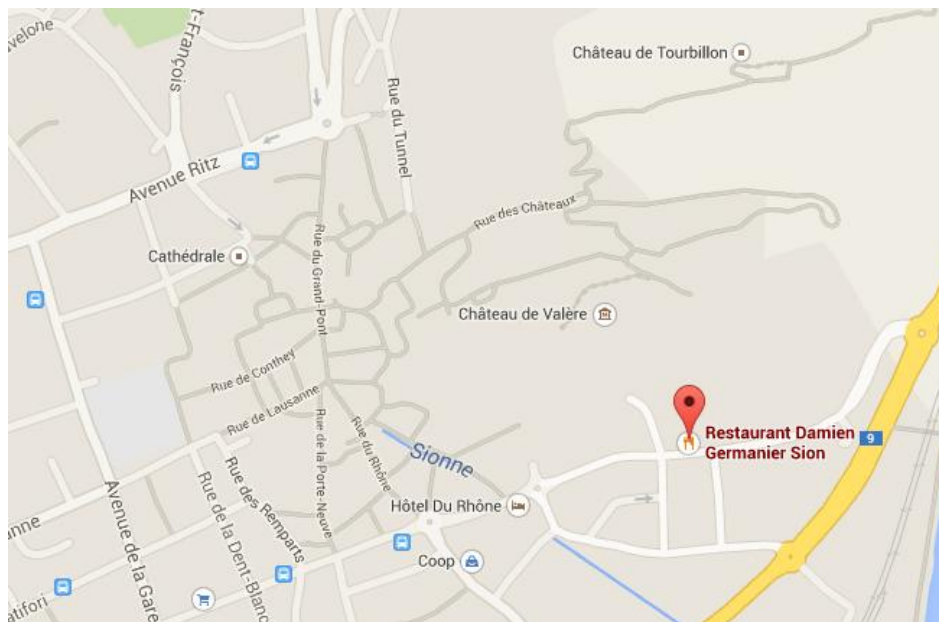 avelone
t-François
Château de Tourbillon
Rue du Tunnel
Avenue Ritz
Rue des Châteaux
Cathédrale
Rue du Grand-Pont
Château de Valère
Rue de Conthey
Rue de Lausanne
Rue de la Porte-Neuve
Rue du Rhône
Sionne
Restaurant Damien
Germanier Sion
9
Hôtel Du Rhône
anne
Avenue de la Gare
Rue de la Dent-Blanc
Rue des Remparts
Coop
atifori